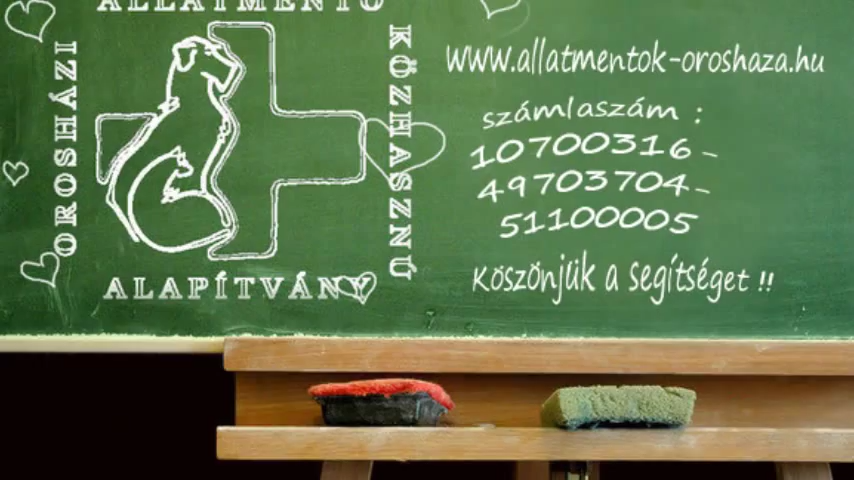 ÁLLATMENTŐ
OROSHÁZI
KÖZHASZNÚ
ALAPÍTVÁNY
www.allatmentok-oroshaza.hu
számlaszám :
10700316-
49703704-
51100005
Köszönjük a segítséget !!